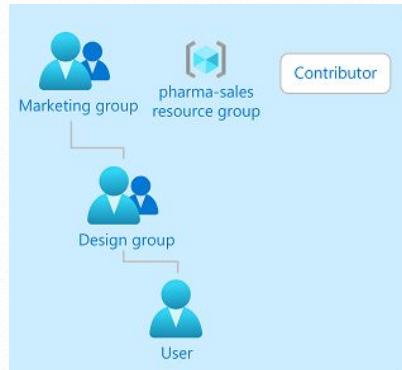 Marketing group
pharma-sales
resource group
Contributor
Design group
User